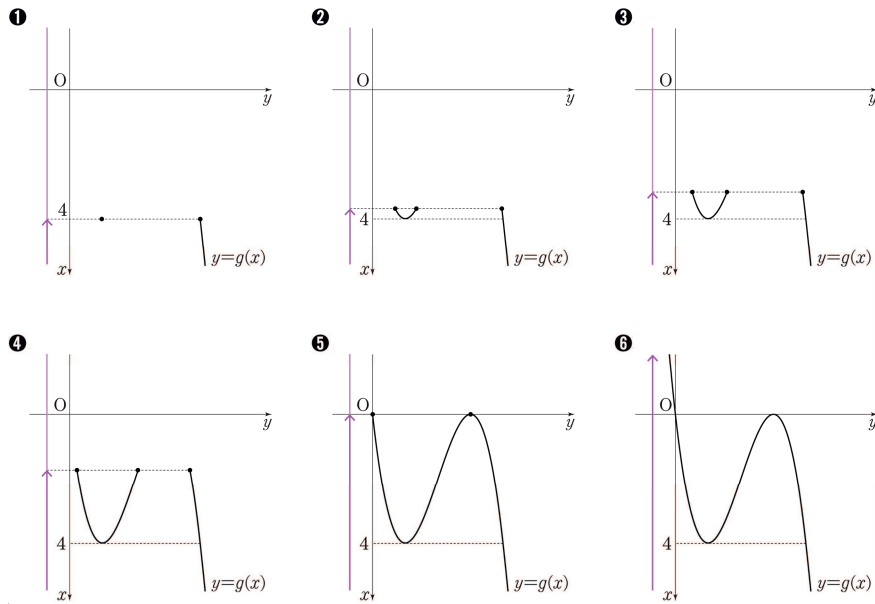 ❶
O
y
4
y=g(x)
x
❷
O
y
4
y=g(x)
x
❸
O
y
4
y=g(x)
x
❹
O
y
4
y=g(x)
x
❺
O
y
4
y=g(x)
x
❻
O
y
4
y=g(x)
x